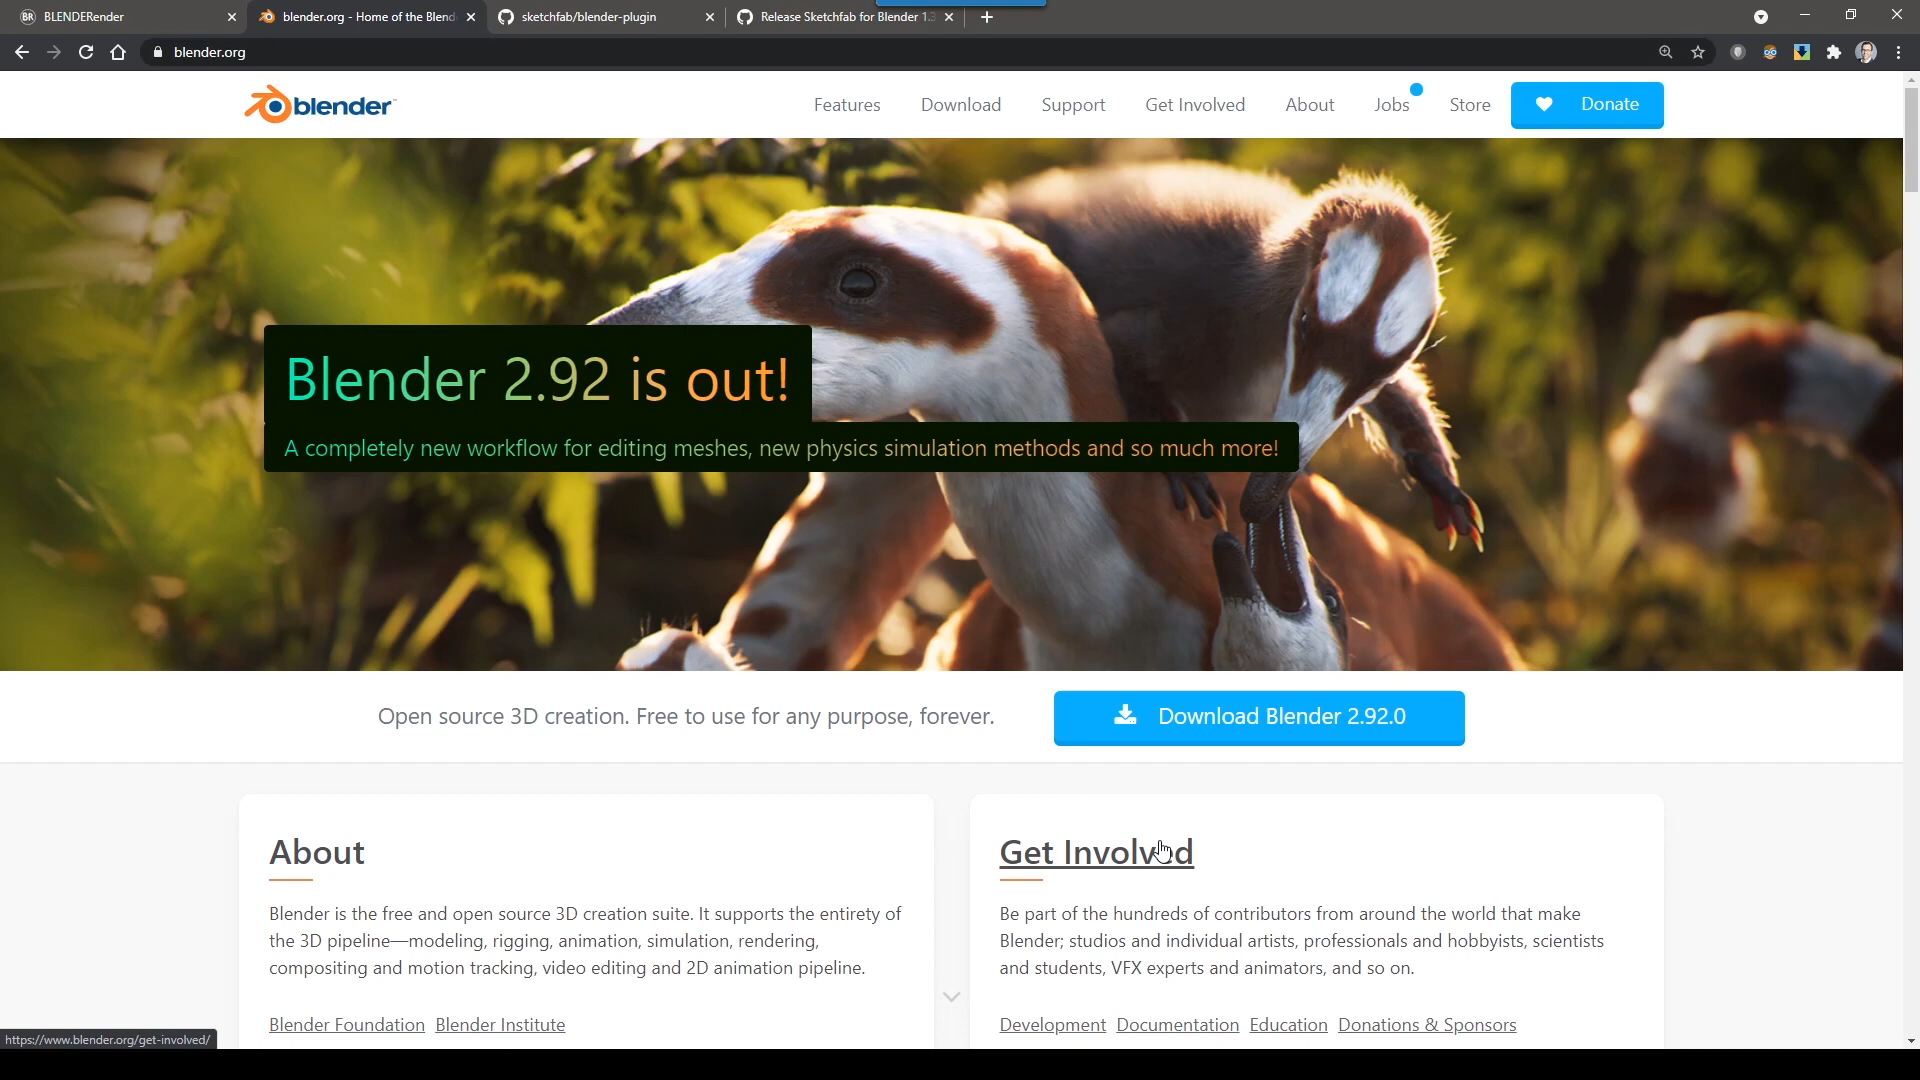 BR BLENDERender
blender.org - Home of the Blend
sketchfab/blender-plugin
Release Sketchfab for Blender 1.3
blender.org
blender
Features
Download
Support
Get Involved
About
Jobs
Store
Donate
Blender 2.92 is out!
A completely new workflow for editing meshes, new physics simulation methods and so much more!
Open source 3D creation. Free to use for any purpose, forever.
Download Blender 2.92.0
About
Blender is the free and open source 3D creation suite. It supports the entirety of
the 3D pipeline—modeling, rigging, animation, simulation, rendering,
compositing and motion tracking, video editing and 2D animation pipeline.
Blender Foundation Blender Institute
Get Involved
Be part of the hundreds of contributors from around the world that make
Blender; studios and individual artists, professionals and hobbyists, scientists
and students, VFX experts and animators, and so on.
Development Documentation Education Donations & Sponsors
https://www.blender.org/get-involved/